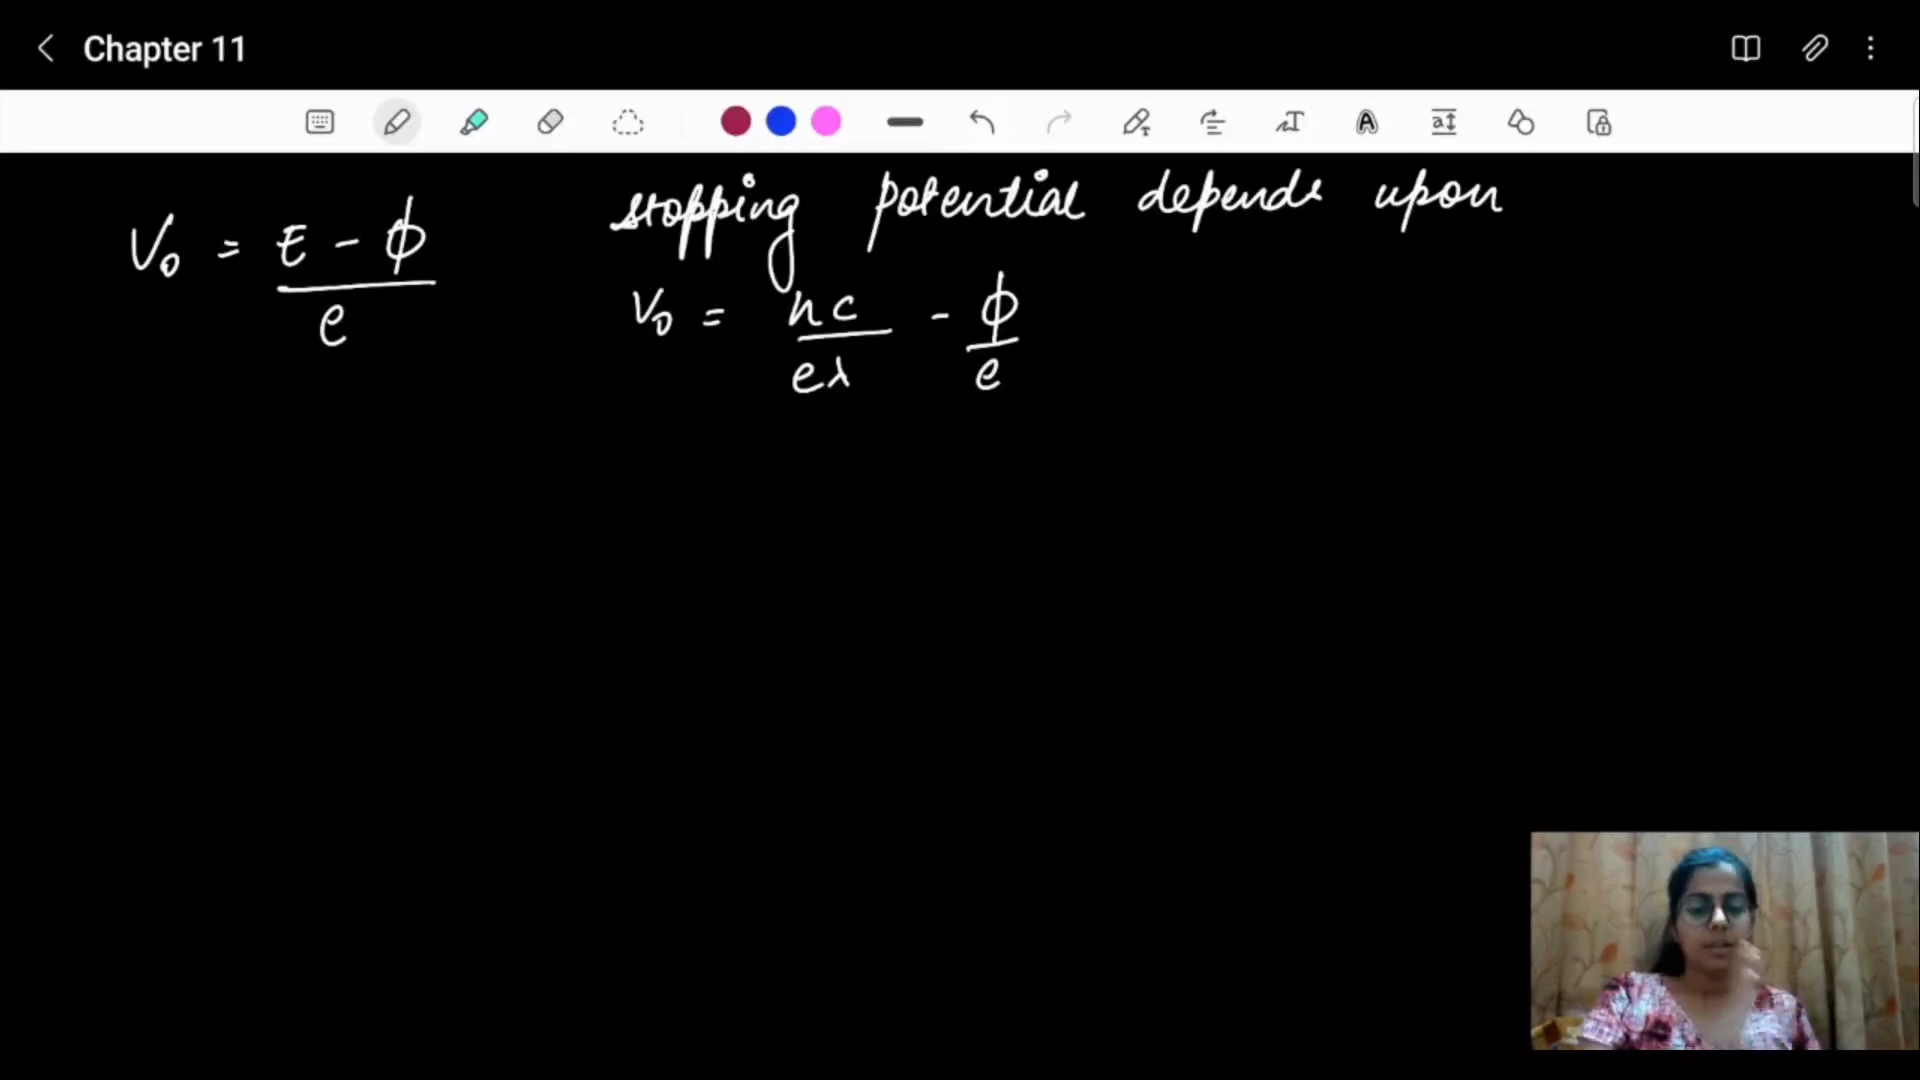 Chapter 11
stopping potential depends upon
V₀ = E - ϕ / e
V₀ = hc / eλ - ϕ / e